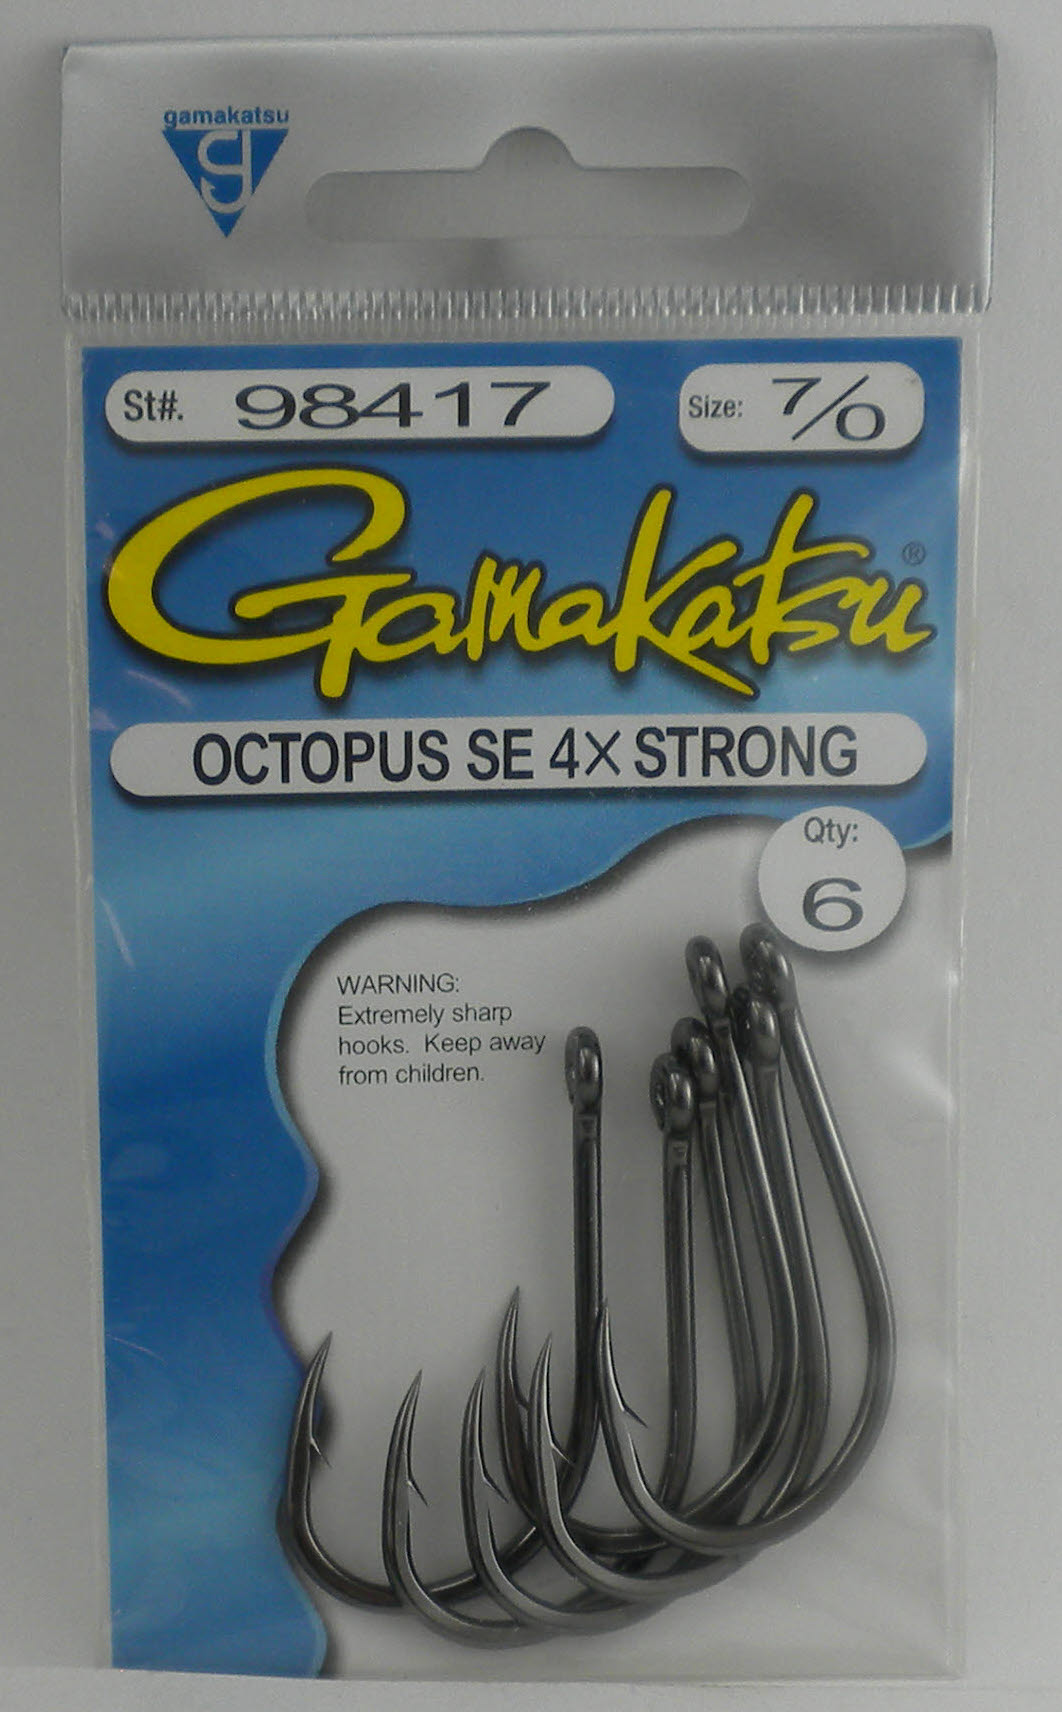 gamakatsu
St#. 98417
Size: 7/0
Gamakatsu®
OCTOPUS SE 4X STRONG
Qty:
6
WARNING:
Extremely sharp
hooks. Keep away
from children.